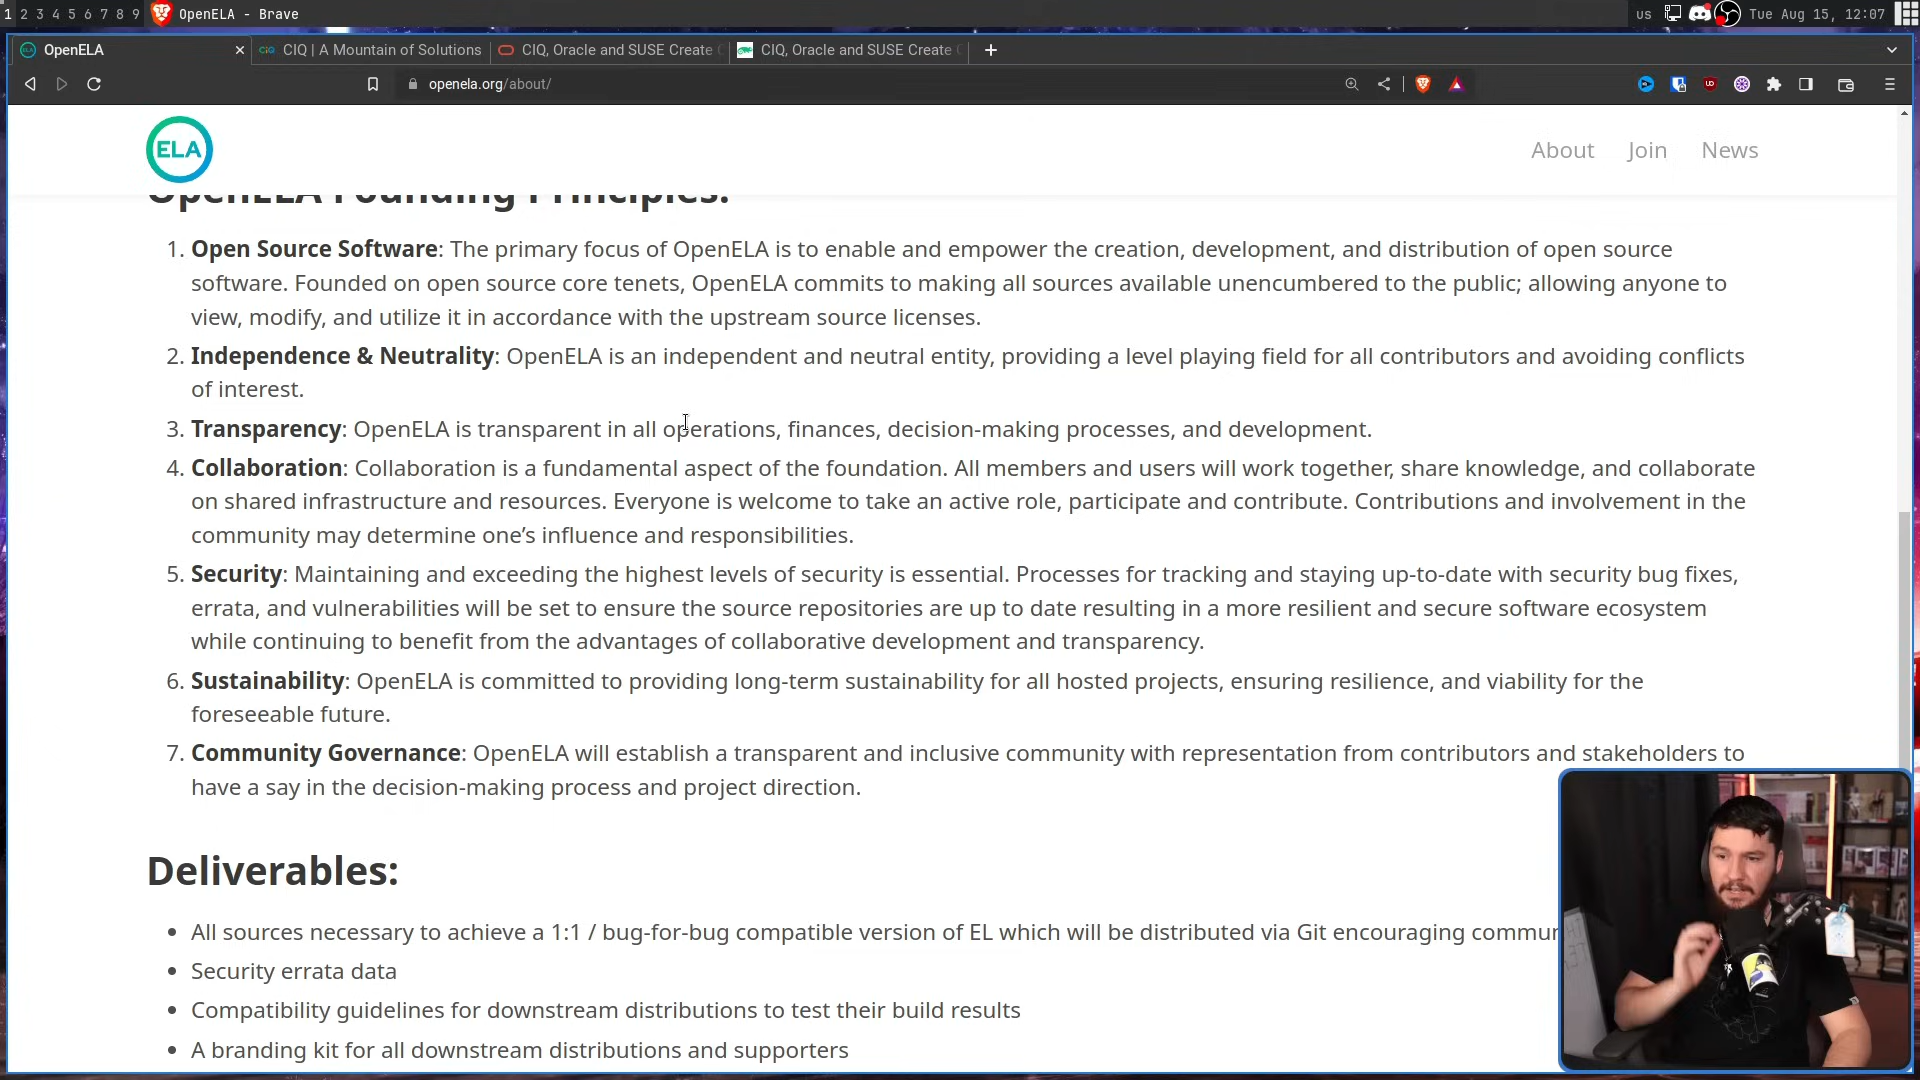 1 2 3 4 5 6 7 8 9 OpenELA - Brave us Tue Aug 15, 12:07
OpenELA CIQ | A Mountain of Solutions CIQ, Oracle and SUSE Create CIQ, Oracle and SUSE Create
openela.org/about/
ELA About Join News
OpenELA Founding Principles:
1. Open Source Software: The primary focus of OpenELA is to enable and empower the creation, development, and distribution of open source
software. Founded on open source core tenets, OpenELA commits to making all sources available unencumbered to the public; allowing anyone to
view, modify, and utilize it in accordance with the upstream source licenses.
2. Independence & Neutrality: OpenELA is an independent and neutral entity, providing a level playing field for all contributors and avoiding conflicts
of interest.
3. Transparency: OpenELA is transparent in all operations, finances, decision-making processes, and development.
4. Collaboration: Collaboration is a fundamental aspect of the foundation. All members and users will work together, share knowledge, and collaborate
on shared infrastructure and resources. Everyone is welcome to take an active role, participate and contribute. Contributions and involvement in the
community may determine one’s influence and responsibilities.
5. Security: Maintaining and exceeding the highest levels of security is essential. Processes for tracking and staying up-to-date with security bug fixes,
errata, and vulnerabilities will be set to ensure the source repositories are up to date resulting in a more resilient and secure software ecosystem
while continuing to benefit from the advantages of collaborative development and transparency.
6. Sustainability: OpenELA is committed to providing long-term sustainability for all hosted projects, ensuring resilience, and viability for the
foreseeable future.
7. Community Governance: OpenELA will establish a transparent and inclusive community with representation from contributors and stakeholders to
have a say in the decision-making process and project direction.
Deliverables:
• All sources necessary to achieve a 1:1 / bug-for-bug compatible version of EL which will be distributed via Git encouraging commun
• Security errata data
• Compatibility guidelines for downstream distributions to test their build results
• A branding kit for all downstream distributions and supporters